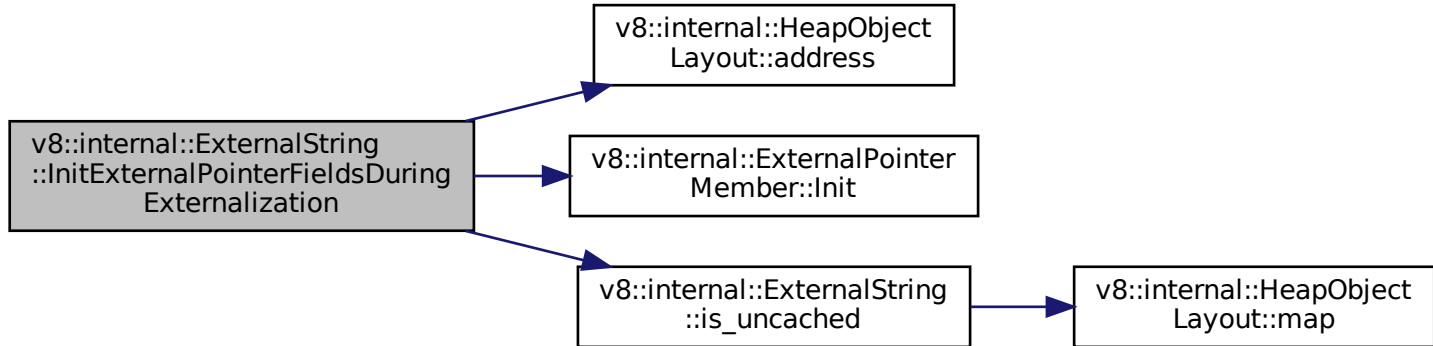 v8::internal::HeapObject
Layout::address
v8::internal::ExternalString
::InitExternalPointerFieldsDuring
Externalization
v8::internal::ExternalPointer
Member::Init
v8::internal::ExternalString
::is_uncached
v8::internal::HeapObject
Layout::map